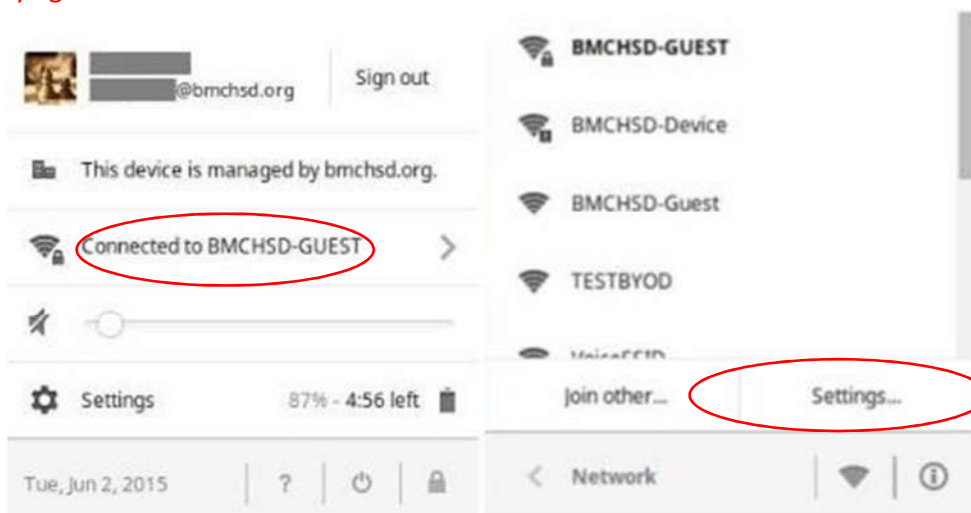 @bmchsd.org
Sign out
This device is managed by bmchsd.org.
Connected to BMCHSD-GUEST
Settings
87% - 4:56 left
Tue, Jun 2, 2015
?
BMCHSD-GUEST
BMCHSD-Device
BMCHSD-Guest
TESTBYOD
VoiceSSID
Join other...
Settings...
Network